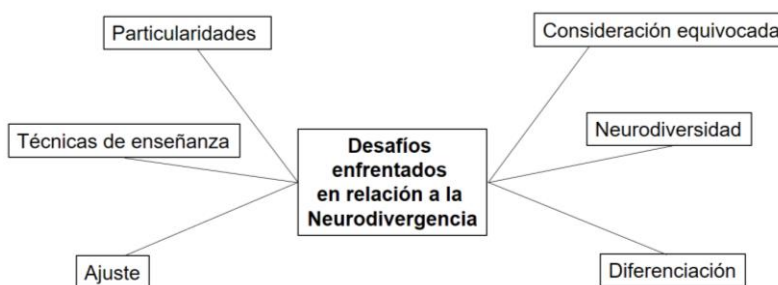 Particularidades
Consideración equivocada
Técnicas de enseñanza
Desafíos
enfrentados
en relación a la
Neurodivergencia
Neurodiversidad
Ajuste
Diferenciación